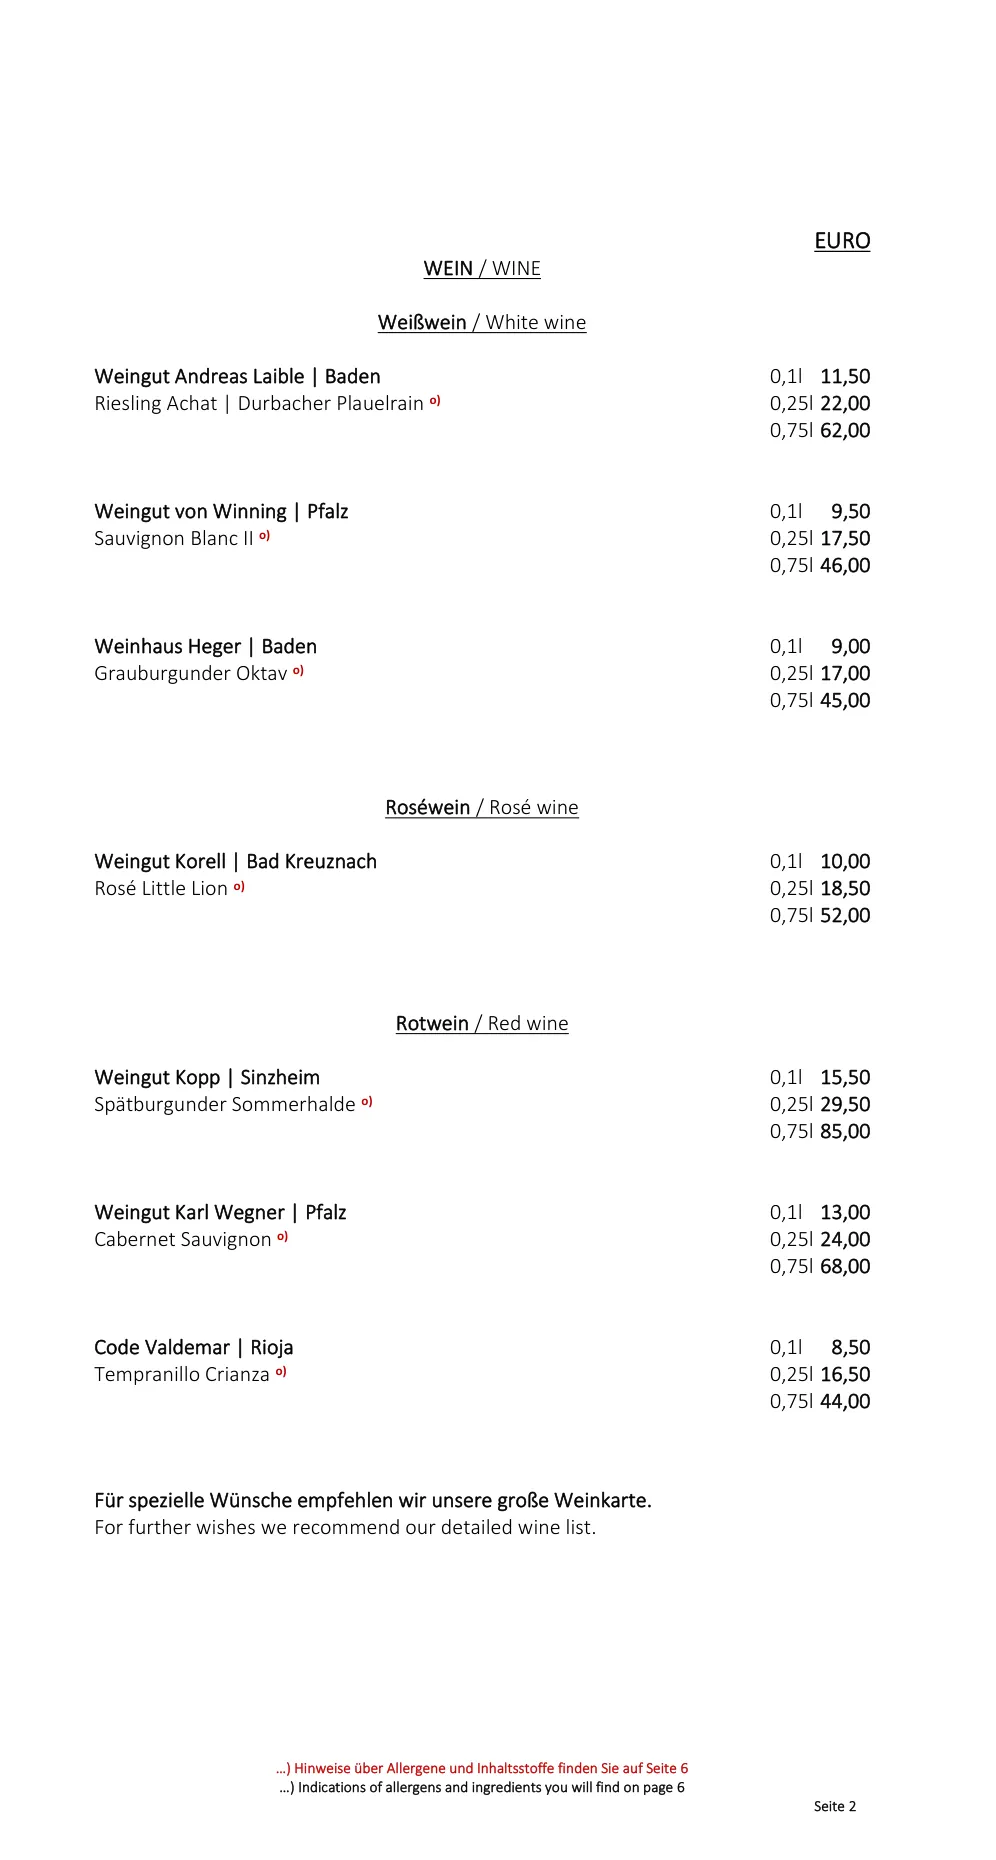 EURO
WEIN / WINE
Weißwein / White wine
Weingut Andreas Laible | Baden 0,1l 11,50
Riesling Achat | Durbacher Plauelrain o) 0,25l 22,00
0,75l 62,00
Weingut von Winning | Pfalz 0,1l 9,50
Sauvignon Blanc II o) 0,25l 17,50
0,75l 46,00
Weinhaus Heger | Baden 0,1l 9,00
Grauburgunder Oktav o) 0,25l 17,00
0,75l 45,00
Roséwein / Rosé wine
Weingut Korell | Bad Kreuznach 0,1l 10,00
Rosé Little Lion o) 0,25l 18,50
0,75l 52,00
Rotwein / Red wine
Weingut Kopp | Sinzheim 0,1l 15,50
Spätburgunder Sommerhalde o) 0,25l 29,50
0,75l 85,00
Weingut Karl Wegner | Pfalz 0,1l 13,00
Cabernet Sauvignon o) 0,25l 24,00
0,75l 68,00
Code Valdemar | Rioja 0,1l 8,50
Tempranillo Crianza o) 0,25l 16,50
0,75l 44,00
Für spezielle Wünsche empfehlen wir unsere große Weinkarte.
For further wishes we recommend our detailed wine list.
...) Hinweise über Allergene und Inhaltsstoffe finden Sie auf Seite 6
...) Indications of allergens and ingredients you will find on page 6
Seite 2